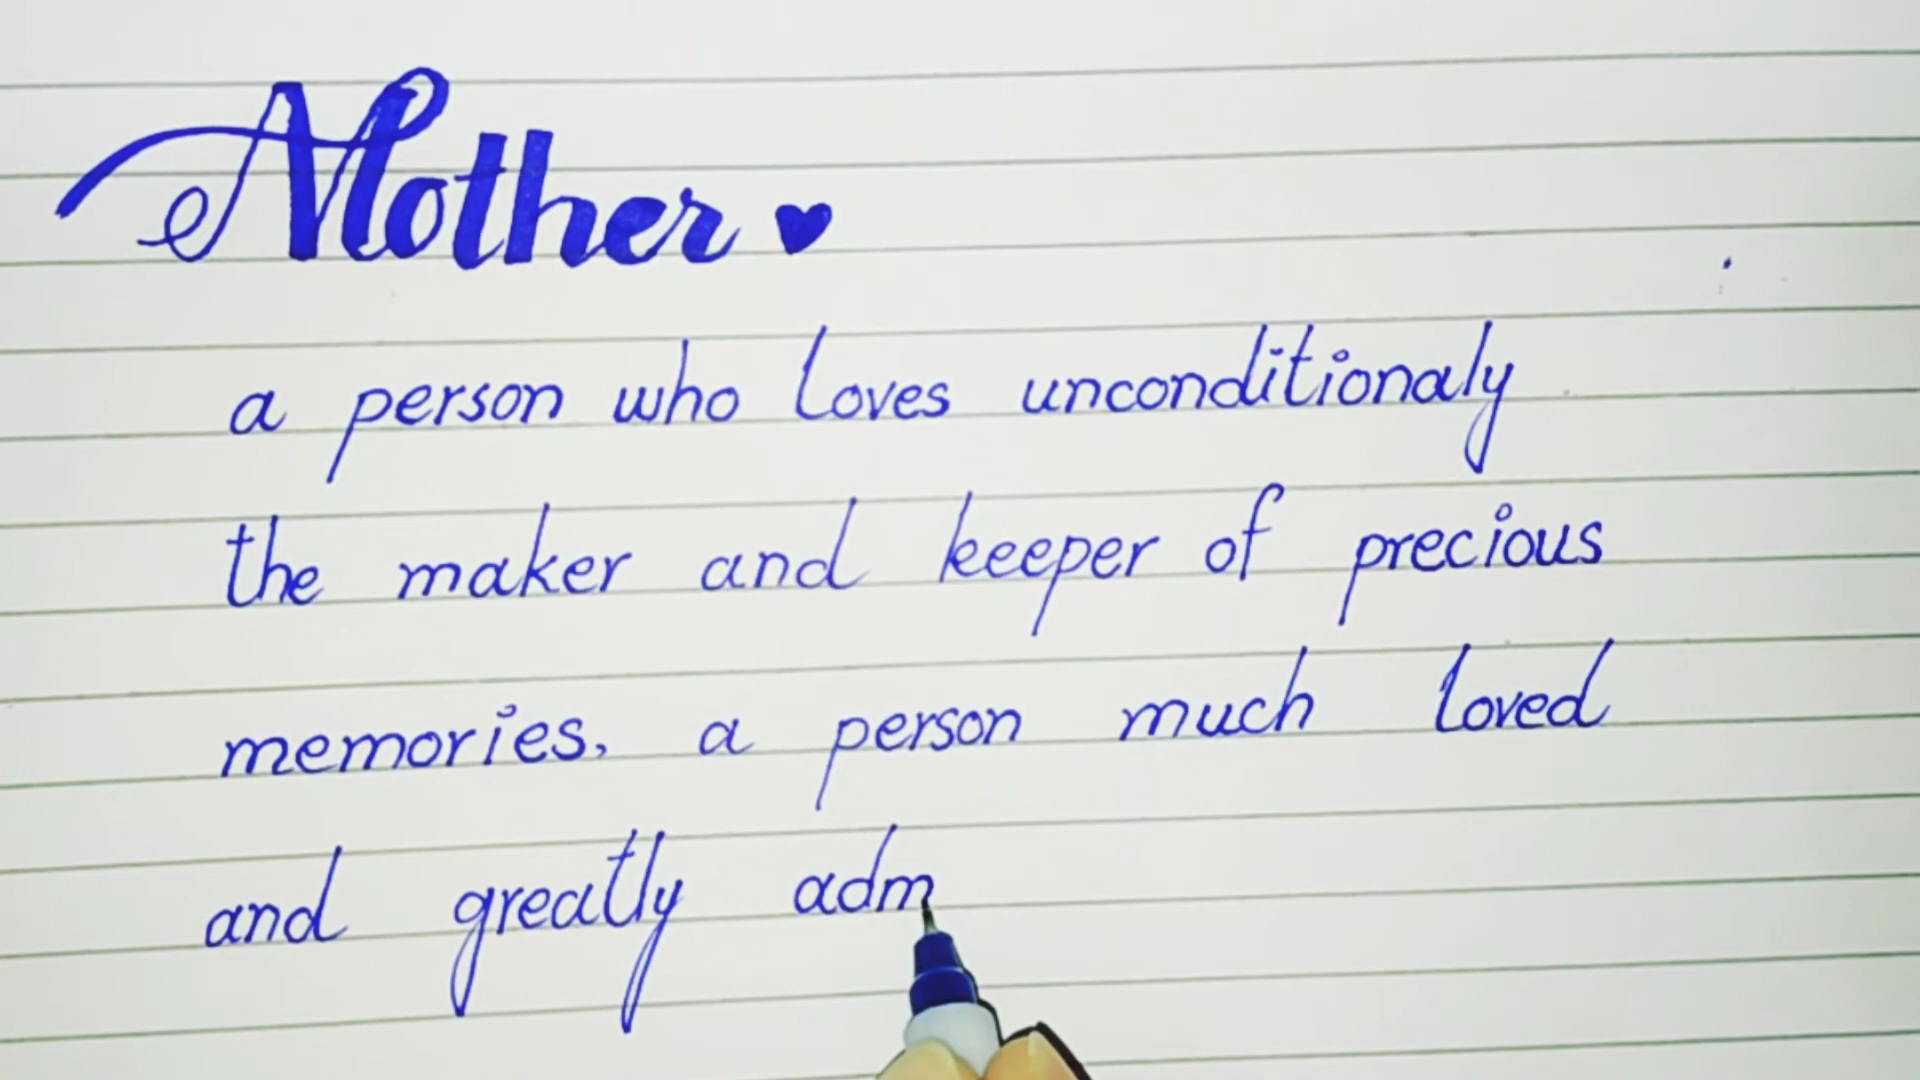 Mother ♥
a person who loves unconditionaly
the maker and keeper of precious
memories, a person much loved
and greatly adm